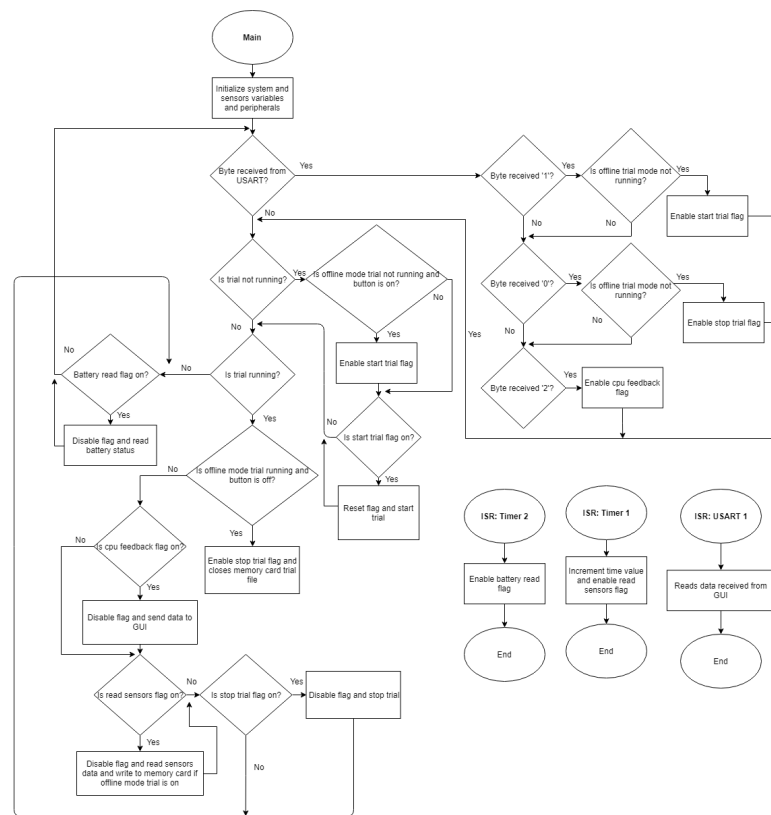 Main
Initialize system and
sensors variables
and peripherals
Byte received from
USART?
Yes
No
Byte received '1'?
Yes
No
Is offline trial mode not
running?
Yes
No
Enable start trial flag
Byte received '0'?
Yes
No
Is offline trial mode not
running?
Yes
No
Enable stop trial flag
Byte received '2'?
Yes
Enable cpu feedback
flag
Yes
Is trial not running?
Yes
No
Is offline mode trial not running and
button is on?
No
Yes
Enable start trial flag
Is start trial flag on?
No
Yes
Reset flag and start
trial
Is trial running?
No
Yes
Battery read flag on?
No
Yes
Disable flag and read
battery status
Is offline mode trial running and
button is off?
No
Yes
Enable stop trial flag and
closes memory card trial
file
Is cpu feedback flag on?
No
Yes
Disable flag and send data to
GUI
Is read sensors flag on?
No
Yes
Disable flag and read sensors
data and write to memory card if
offline mode trial is on
Is stop trial flag on?
Yes
No
Disable flag and stop trial
ISR: Timer 2
Enable battery read
flag
End
ISR: Timer 1
Increment time value
and enable read
sensors flag
End
ISR: USART 1
Reads data received from
GUI
End